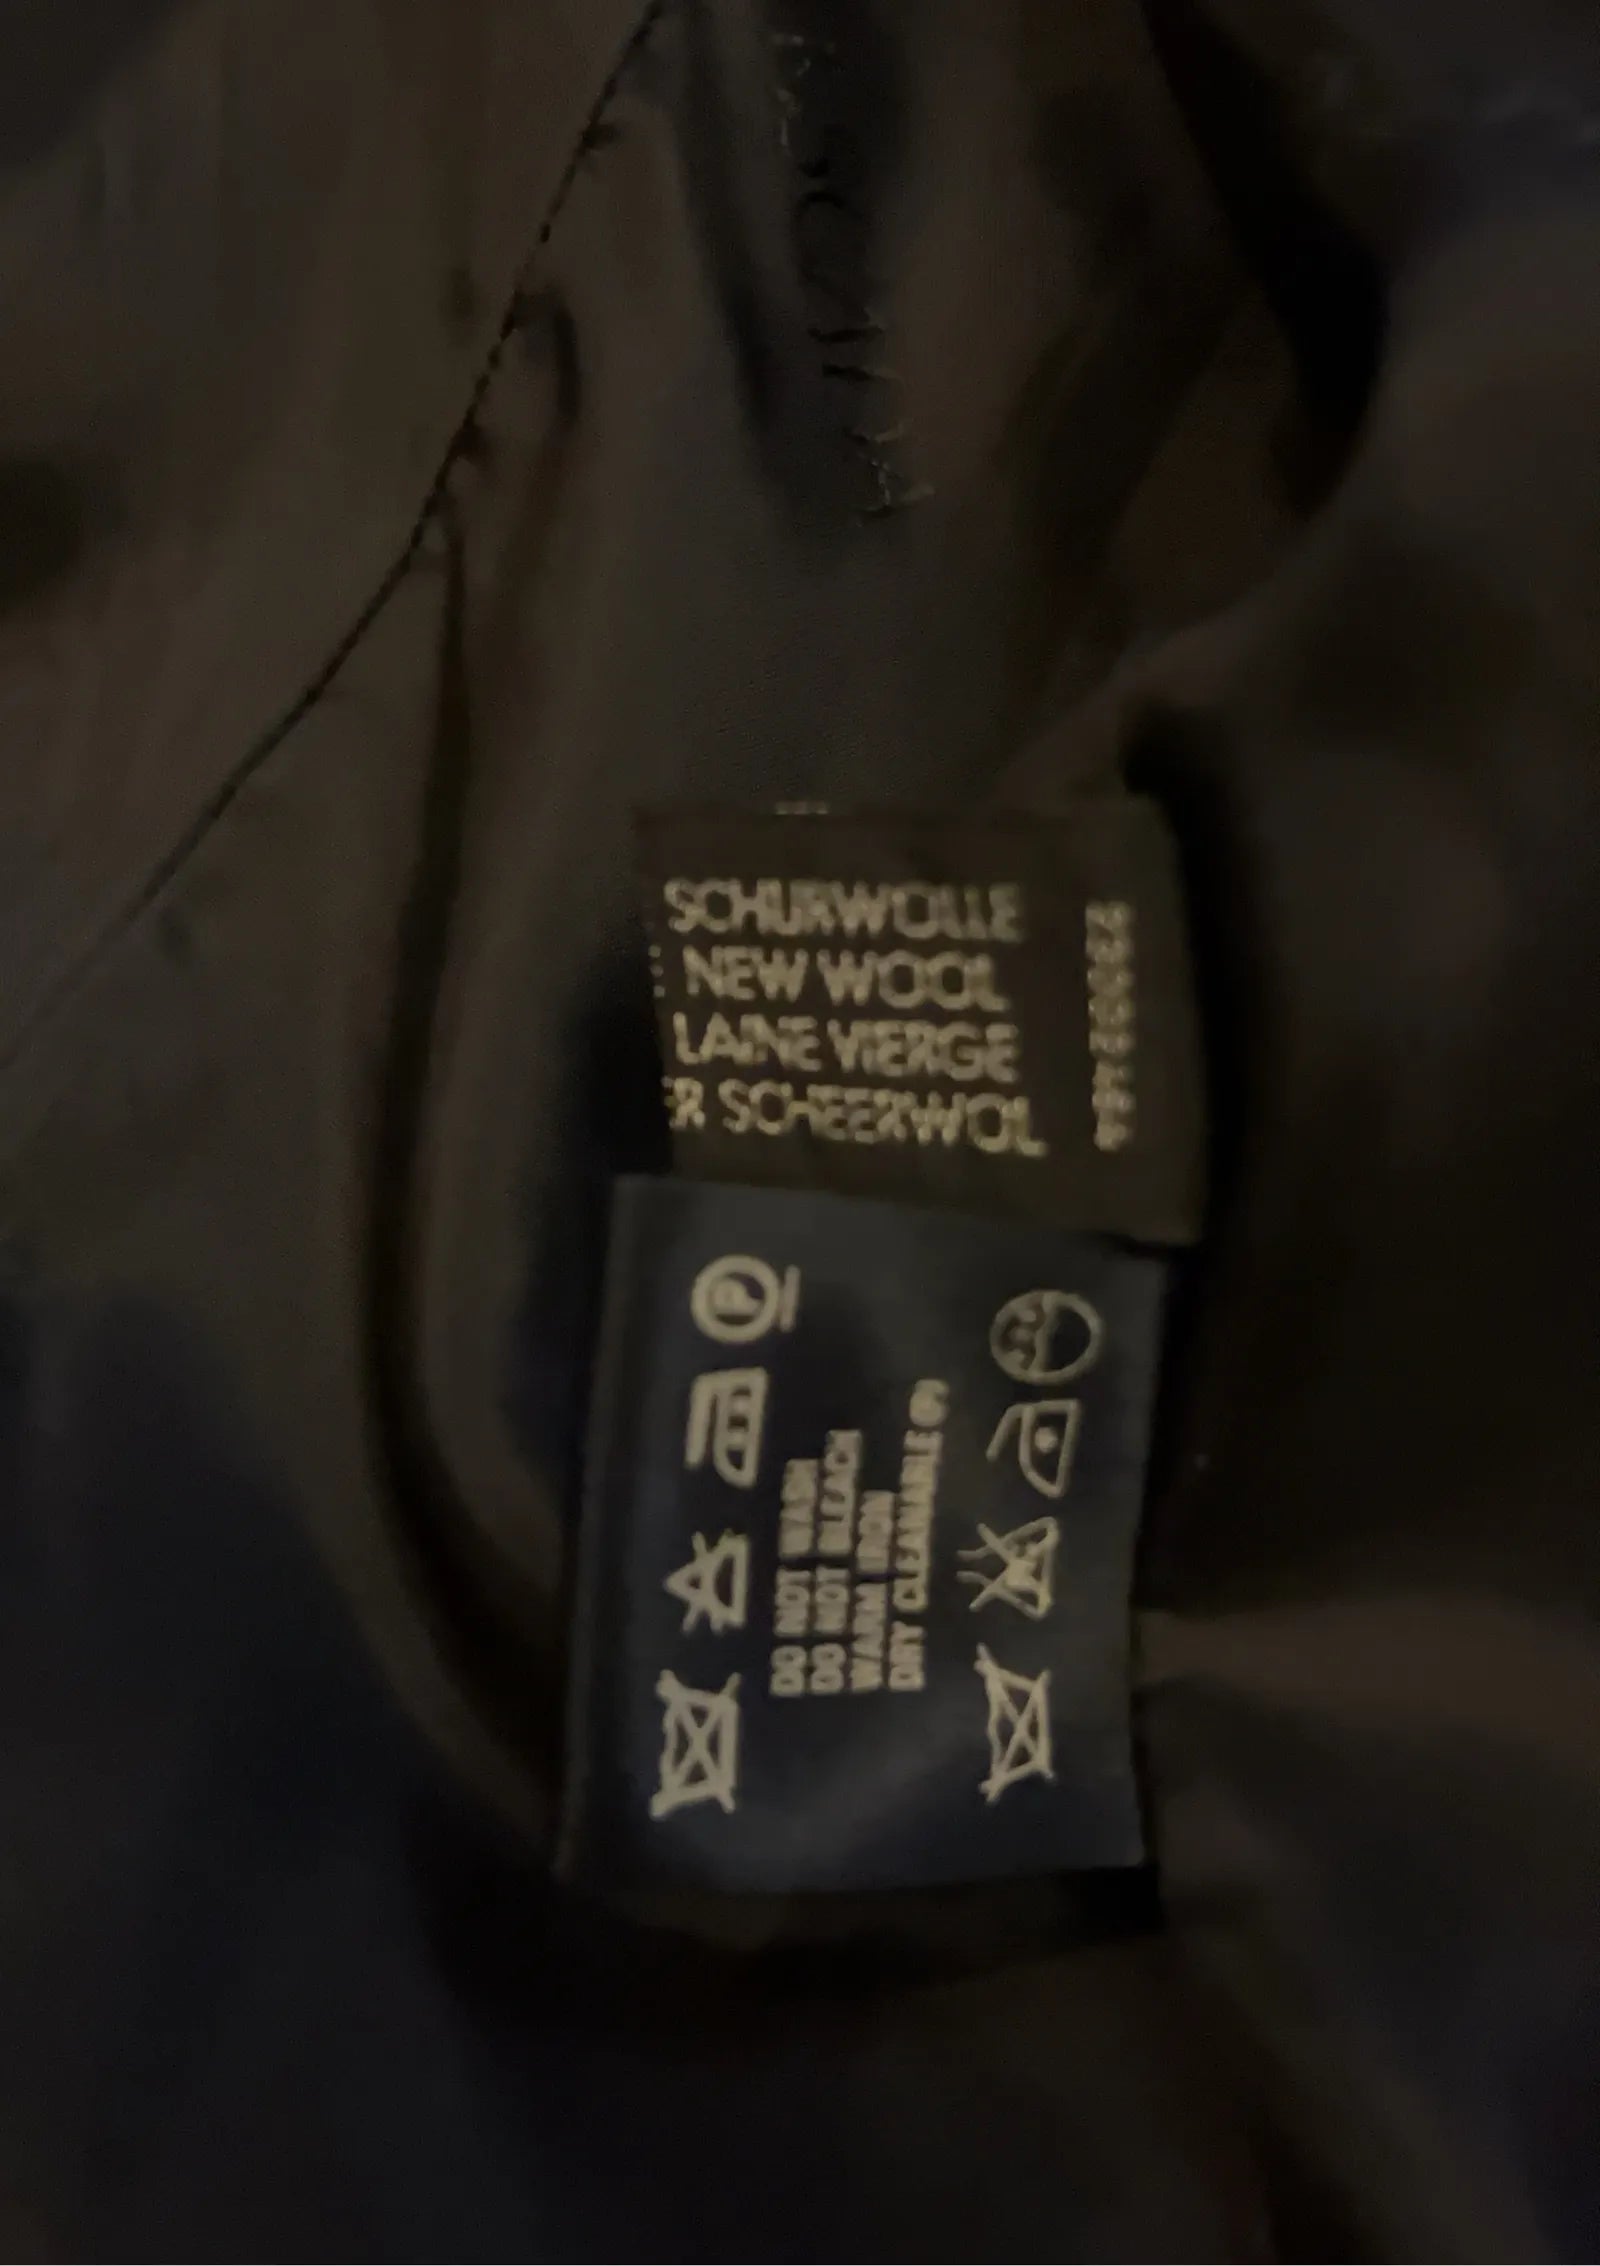 SCHURWOLLE
NEW WOOL
LAINE VIERGE
SCHEERWOL
DO NOT WASH
DO NOT BLEACH
WARM IRON
DRY CLEANABLE (P)
P